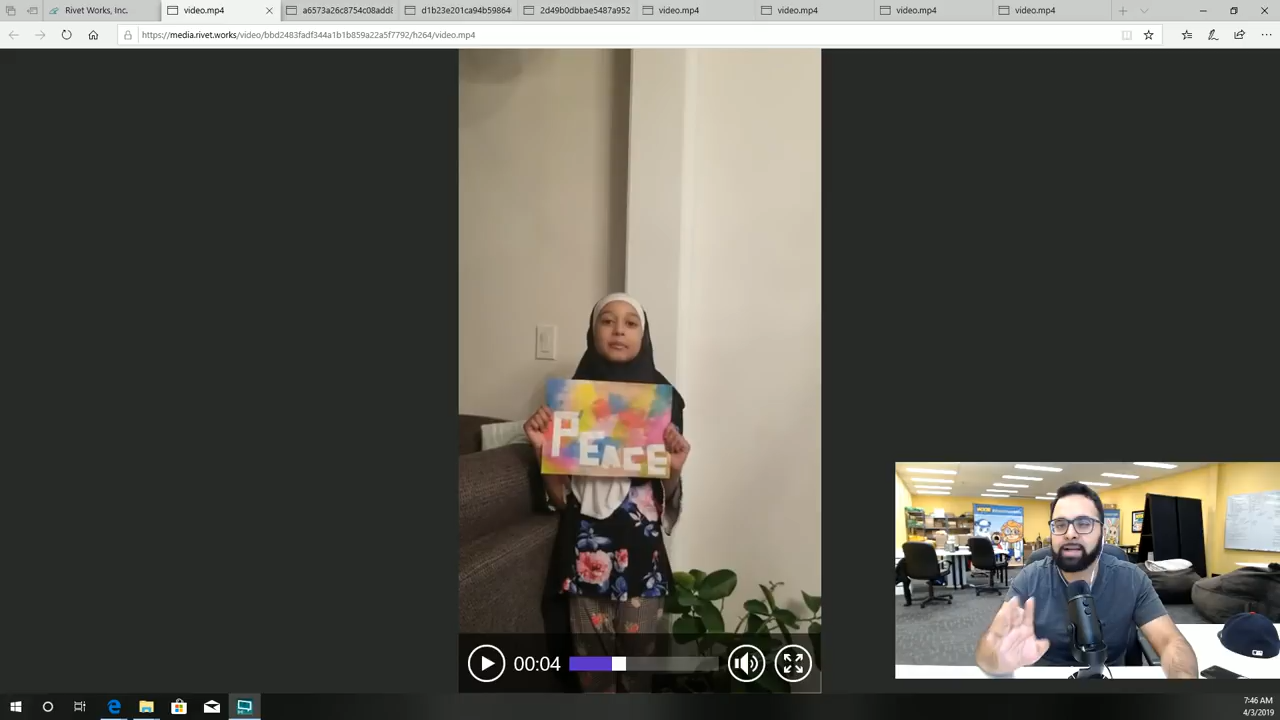 Rivet Works, Inc.
video.mp4
a6573a26c8754c08add8
d1b23e201ca94b59864
2d49b0dbbae5487a952
video.mp4
video.mp4
video.mp4
video.mp4
https://media.rivet.works/video/bbd2483fadf344a1b1b859a22a5f7792/h264/video.mp4
PEACE
00:04
7:46 AM
4/3/2019